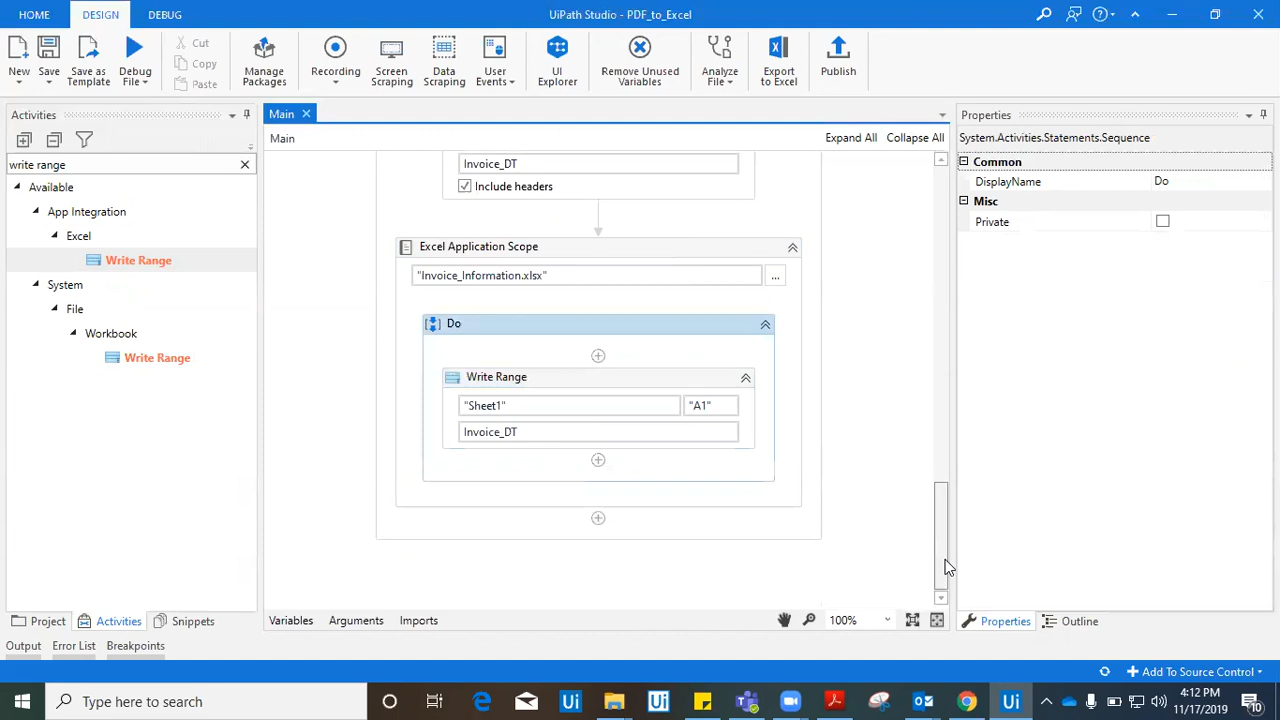 HOME DESIGN DEBUG UiPath Studio - PDF_to_Excel
New Save Save as Template Debug File Cut Copy Paste Manage Packages Recording Screen Scraping Data Scraping User Events UI Explorer Remove Unused Variables Analyze File Export to Excel Publish
Activities
write range
Available
App Integration
Excel
Write Range
System
File
Workbook
Write Range
Project Activities Snippets
Main
Main Expand All Collapse All
Invoice_DT
Include headers
Excel Application Scope
"Invoice_Information.xlsx" ...
Do
Write Range
"Sheet1" "A1"
Invoice_DT
Variables Arguments Imports 100%
Properties
System.Activities.Statements.Sequence
Common
DisplayName Do
Misc
Private
Properties Outline
Output Error List Breakpoints
Add To Source Control
Type here to search
Ui Ui Ui
4:12 PM
11/17/2019
10